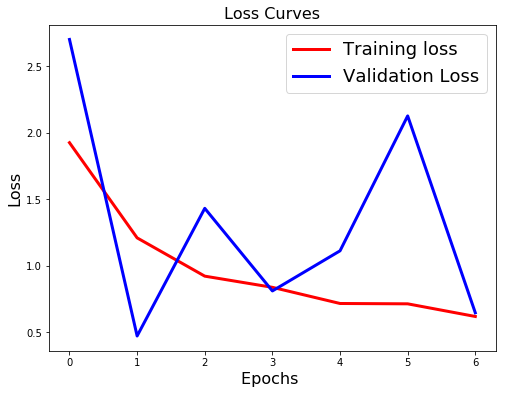 Loss Curves
Training loss
Validation Loss
2.5
2.0
1.5
1.0
0.5
Loss
0 1 2 3 4 5 6
Epochs